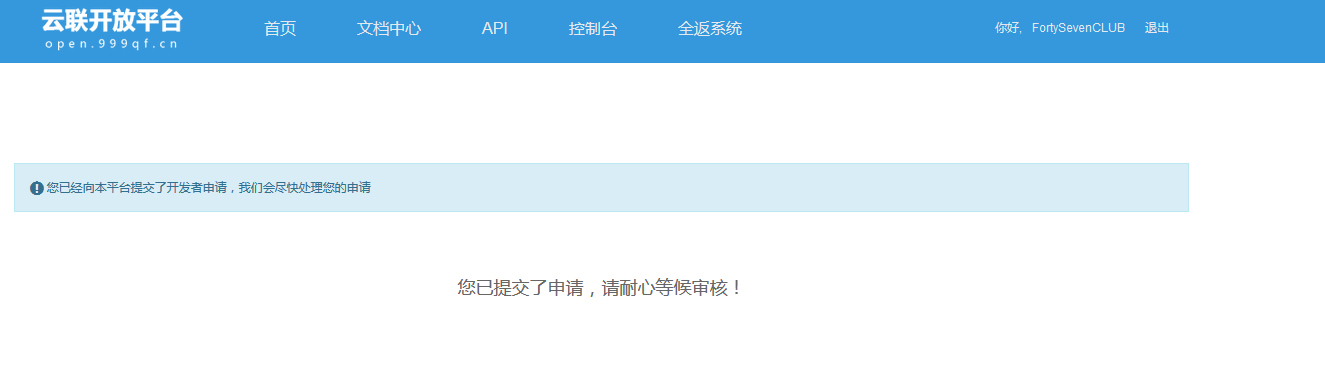 云联开放平台
open.999qf.cn
首页 文档中心 API 控制台 全返系统 你好, FortySevenCLUB 退出
您已经向本平台提交了开发者申请，我们会尽快处理您的申请
您已提交了申请，请耐心等候审核！